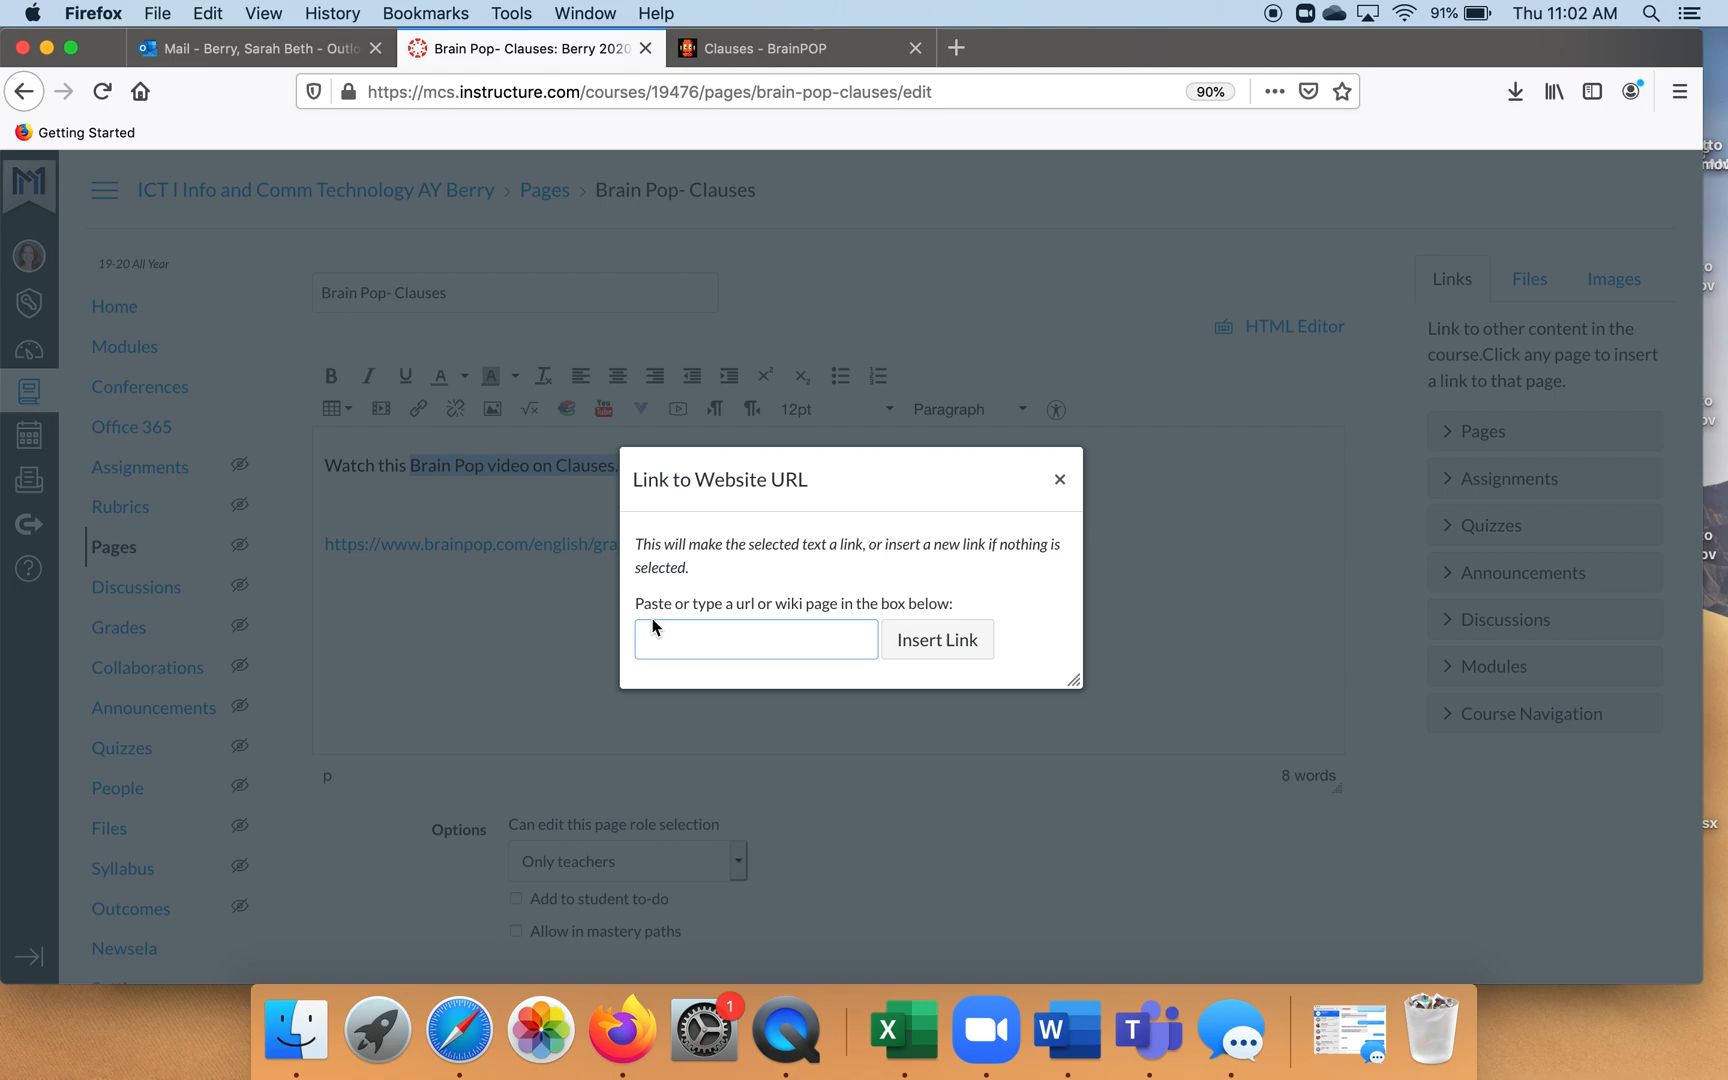 Firefox File Edit View History Bookmarks Tools Window Help 91% Thu 11:02 AM
Mail - Berry, Sarah Beth - Outlo Brain Pop- Clauses: Berry 2020 Clauses - BrainPOP
https://mcs.instructure.com/courses/19476/pages/brain-pop-clauses/edit 90%
Getting Started
ICT I Info and Comm Technology AY Berry > Pages > Brain Pop- Clauses
19-20 All Year
Home
Modules
Conferences
Office 365
Assignments
Rubrics
Pages
Discussions
Grades
Collaborations
Announcements
Quizzes
People
Files
Syllabus
Outcomes
Newsela
Brain Pop- Clauses
HTML Editor
12pt Paragraph
Watch this Brain Pop video on Clauses.
https://www.brainpop.com/english/gra
Link to Website URL
This will make the selected text a link, or insert a new link if nothing is
selected.
Paste or type a url or wiki page in the box below:
Insert Link
p
8 words
Options Can edit this page role selection
Only teachers
Add to student to-do
Allow in mastery paths
Links Files Images
Link to other content in the
course.Click any page to insert
a link to that page.
Pages
Assignments
Quizzes
Announcements
Discussions
Modules
Course Navigation
1